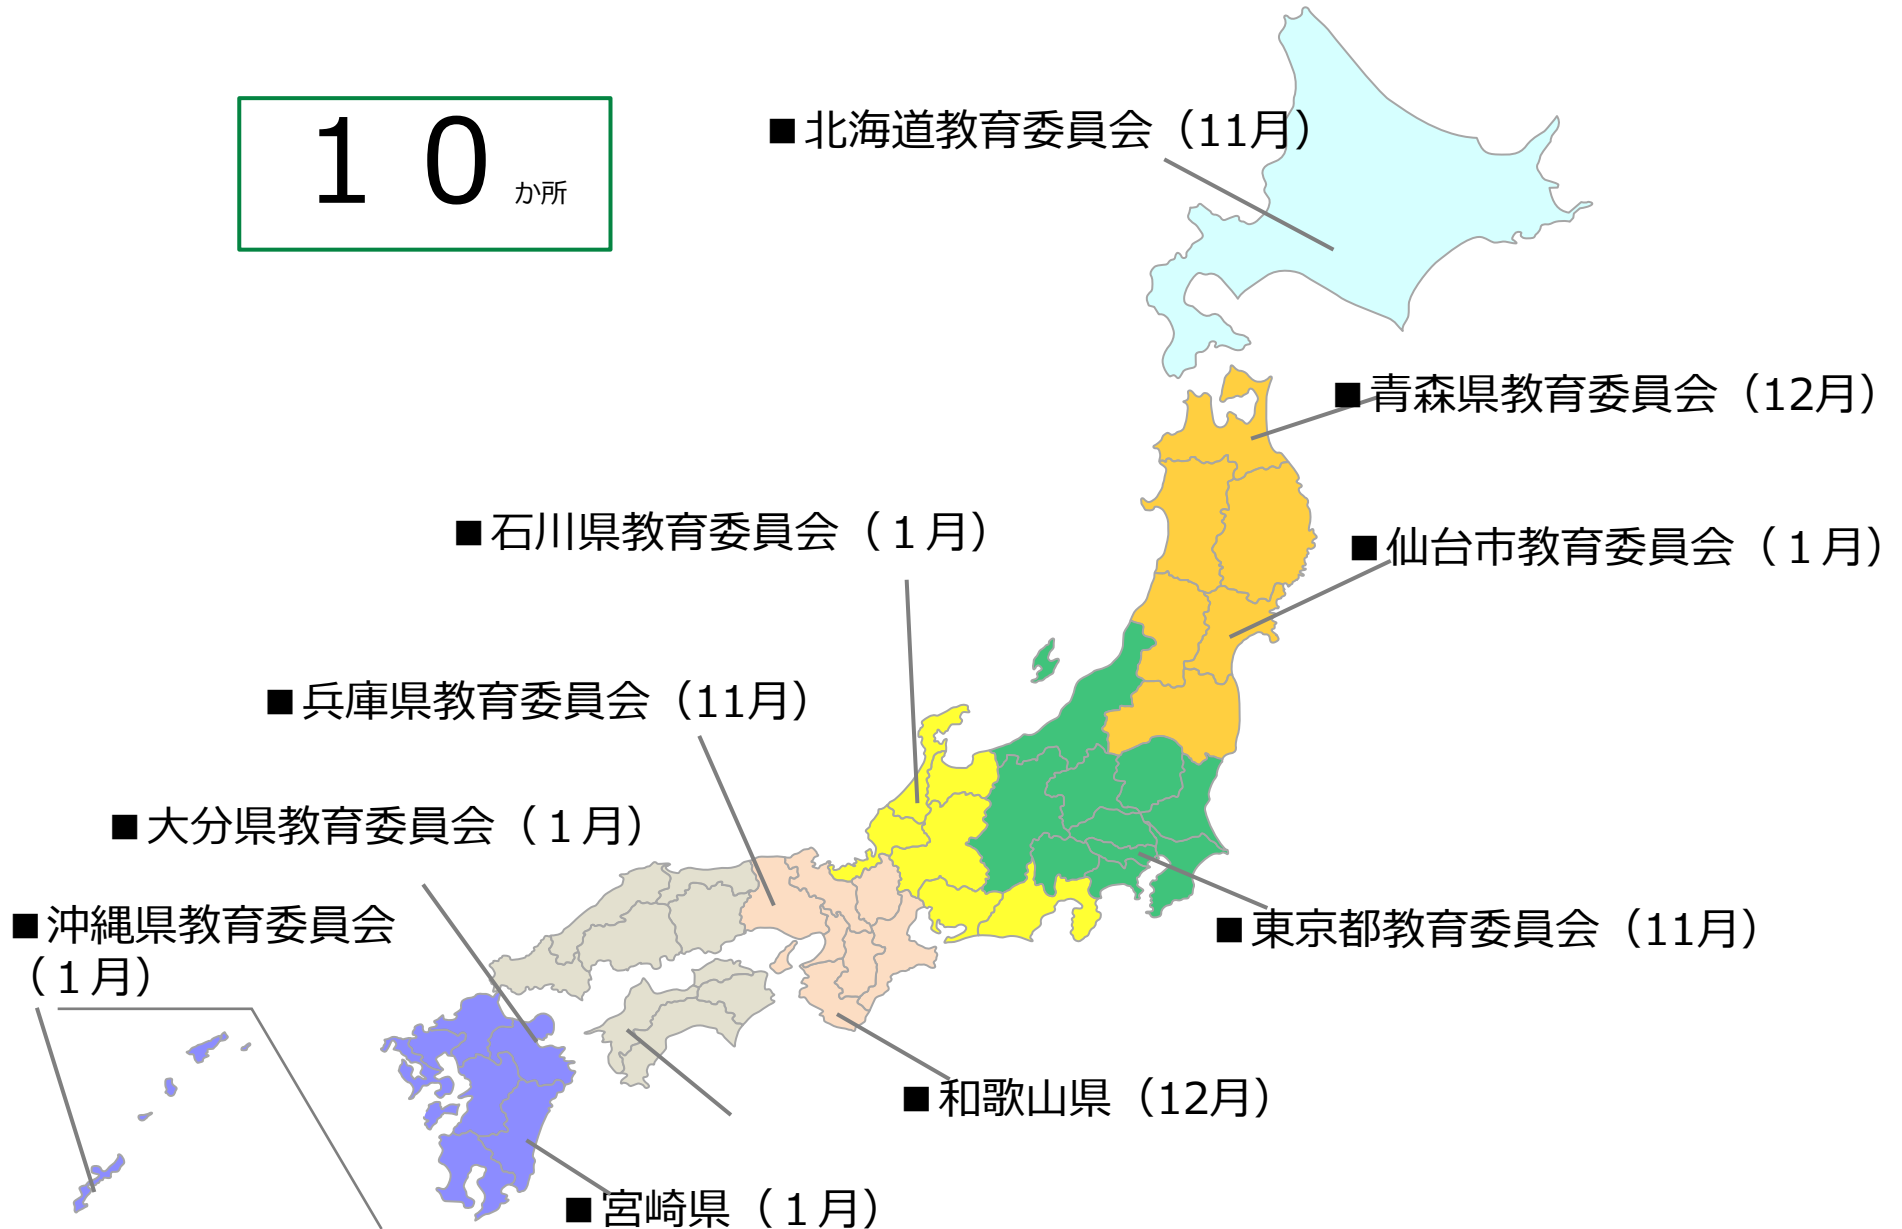 １０か所
■北海道教育委員会（11月）
■青森県教育委員会（12月）
■石川県教育委員会（１月）
■仙台市教育委員会（１月）
■兵庫県教育委員会（11月）
■大分県教育委員会（１月）
■沖縄県教育委員会
（１月）
■東京都教育委員会（11月）
■和歌山県（12月）
■宮崎県（１月）